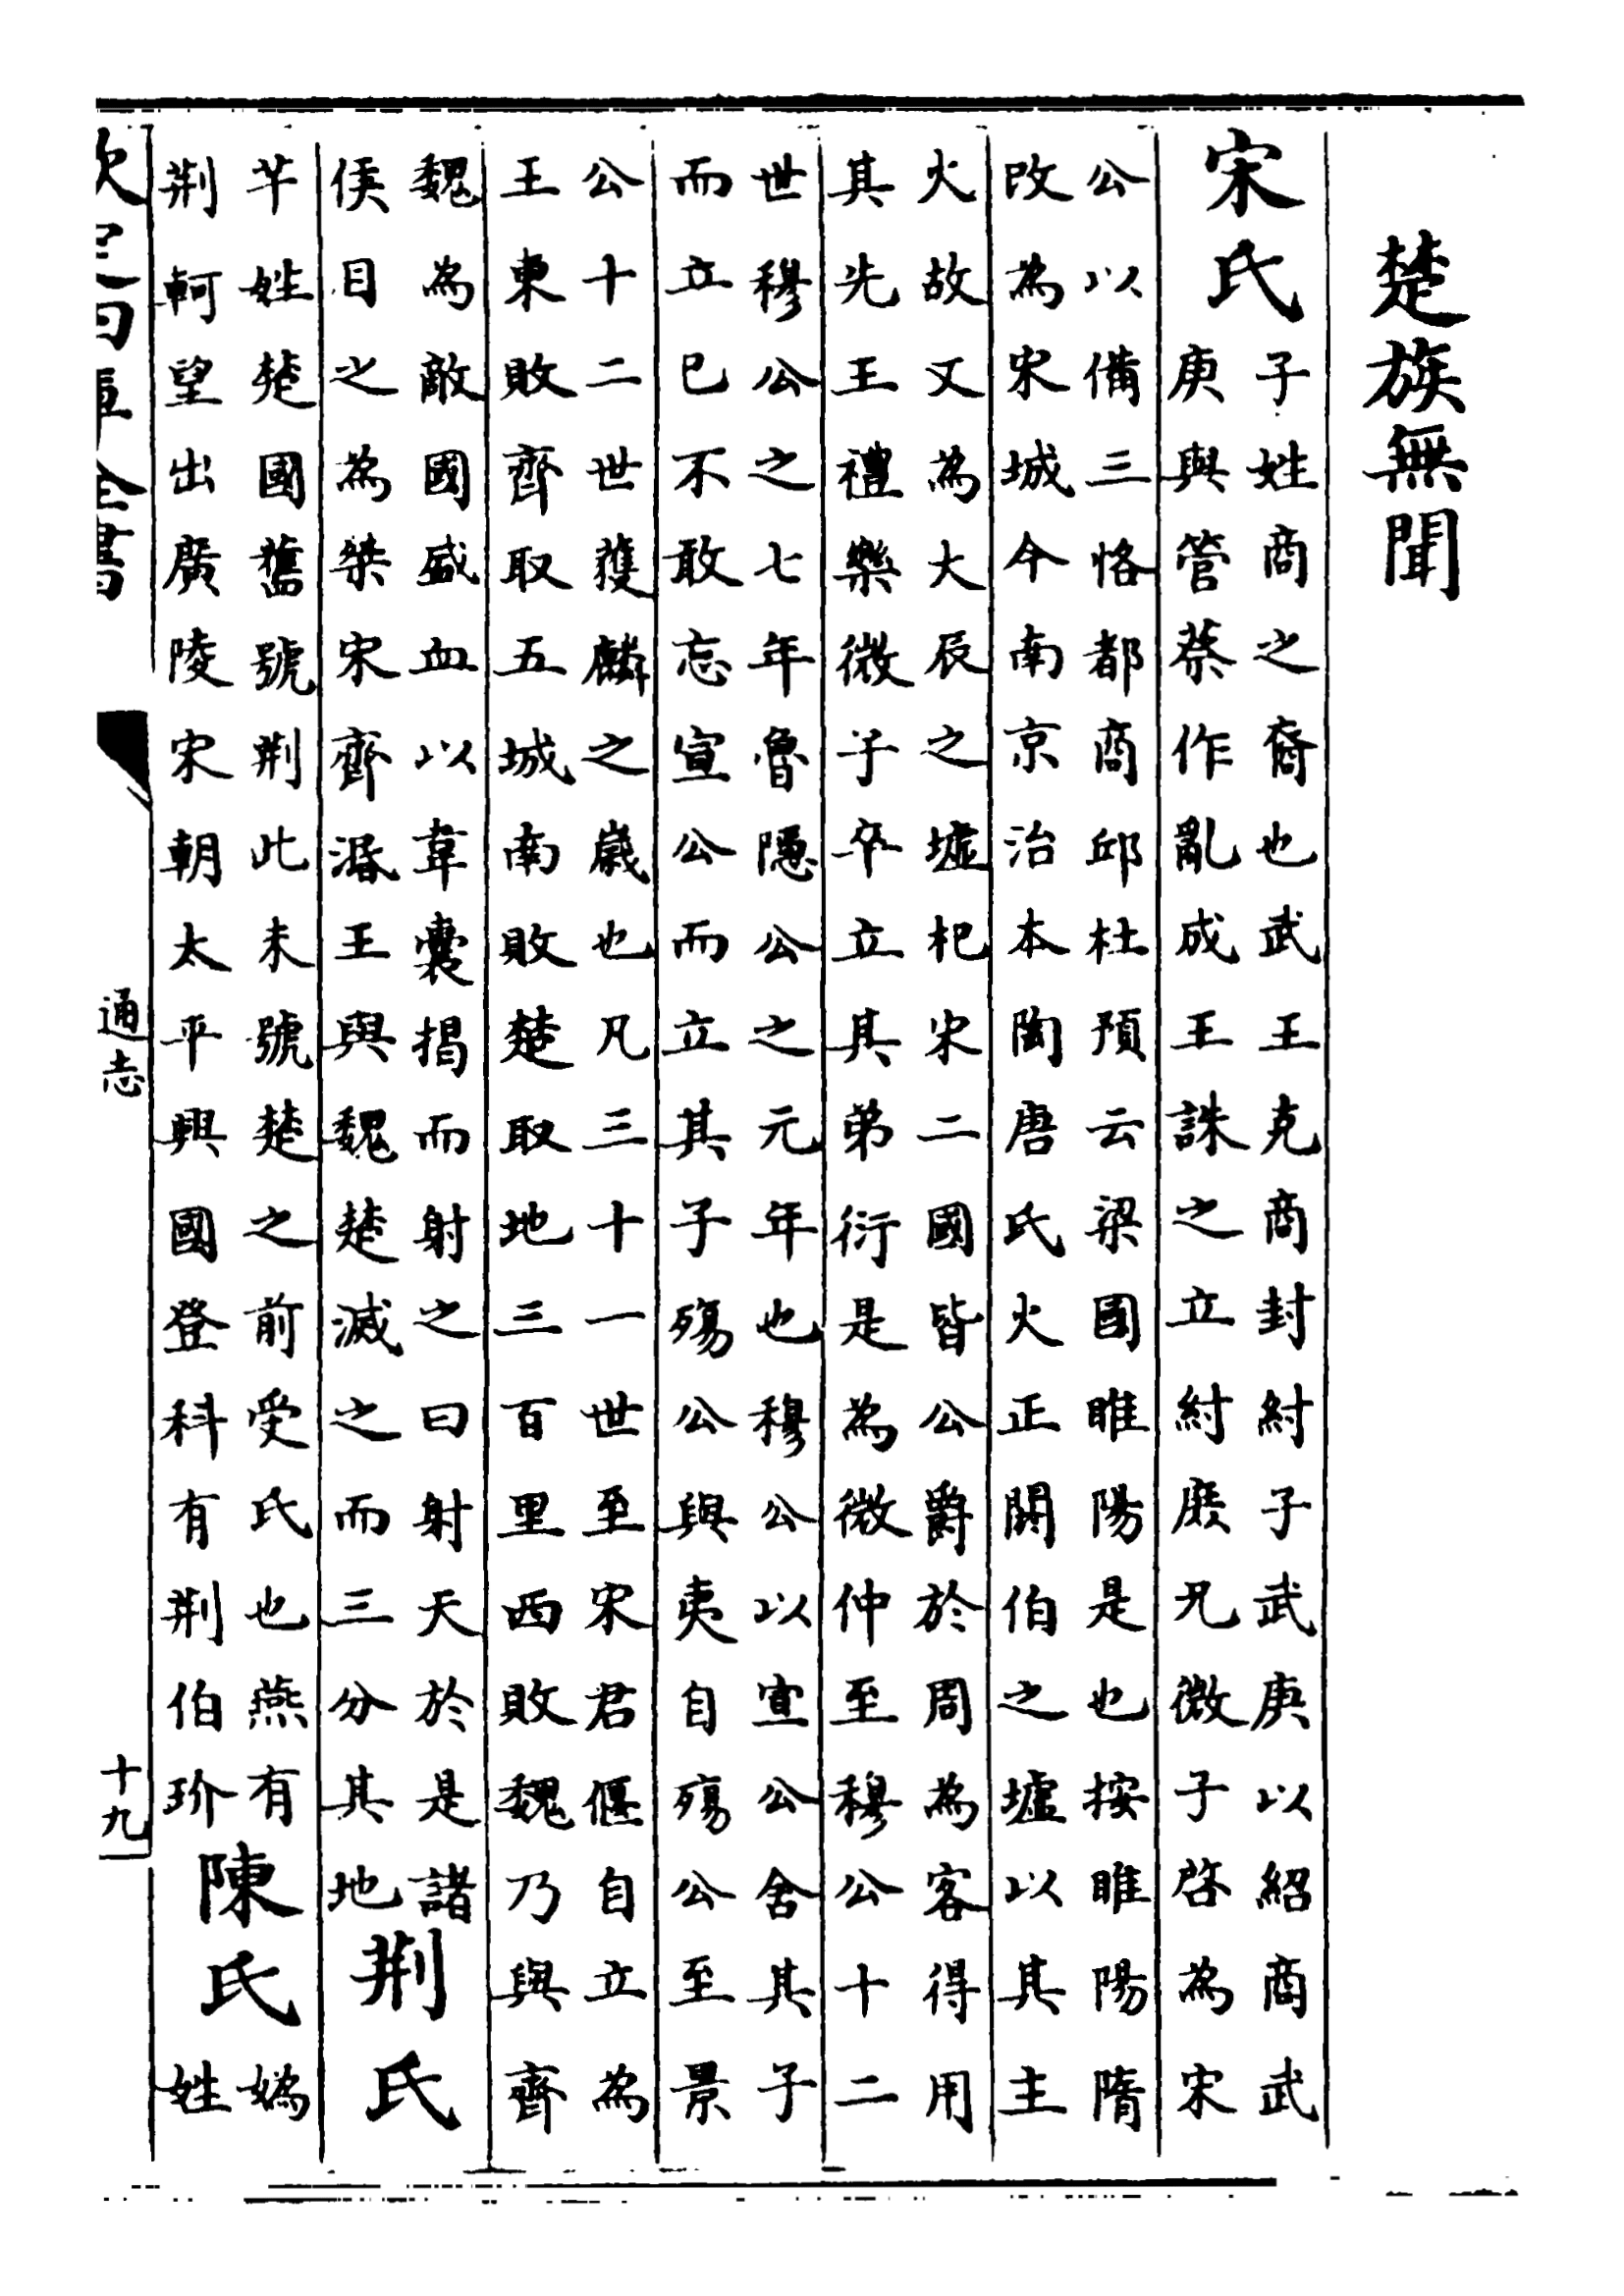 楚族無聞
宋氏
子姓商之裔也武王克商封紂子武庚以紹商武
庚與管蔡作亂成王誅之立紂庶兄微子啓為宋
公以備三恪都商邱杜預云梁國睢陽是也按睢陽隋
改為宋城今南京治本陶唐氏火正閼伯之墟以其主
火故又為大辰之墟杞宋二國皆公爵於周為客得用
其先王禮樂微子卒立其弟衍是為微仲至穆公十二
世穆公之七年魯隱公之元年也穆公以宣公舍其子
而立已不敢忘宣公而立其子殤公與夷自殤公至景
公十二世獲麟之嵗也凡三十一世至宋君偃自立為
王東敗齊取五城南敗楚取地三百里西敗魏乃與齊
魏為敵國盛血以韋囊掲而射之曰射天於是諸
侯目之為桀宋齊湣王與魏楚滅之而三分其地
荆氏
芊姓楚國舊號荆此未號楚之前受氏也燕有
荆軻望出廣陵宋朝太平興國登科有荆伯玠
陳氏
媯
姓
欽定四庫全書
通志
十九